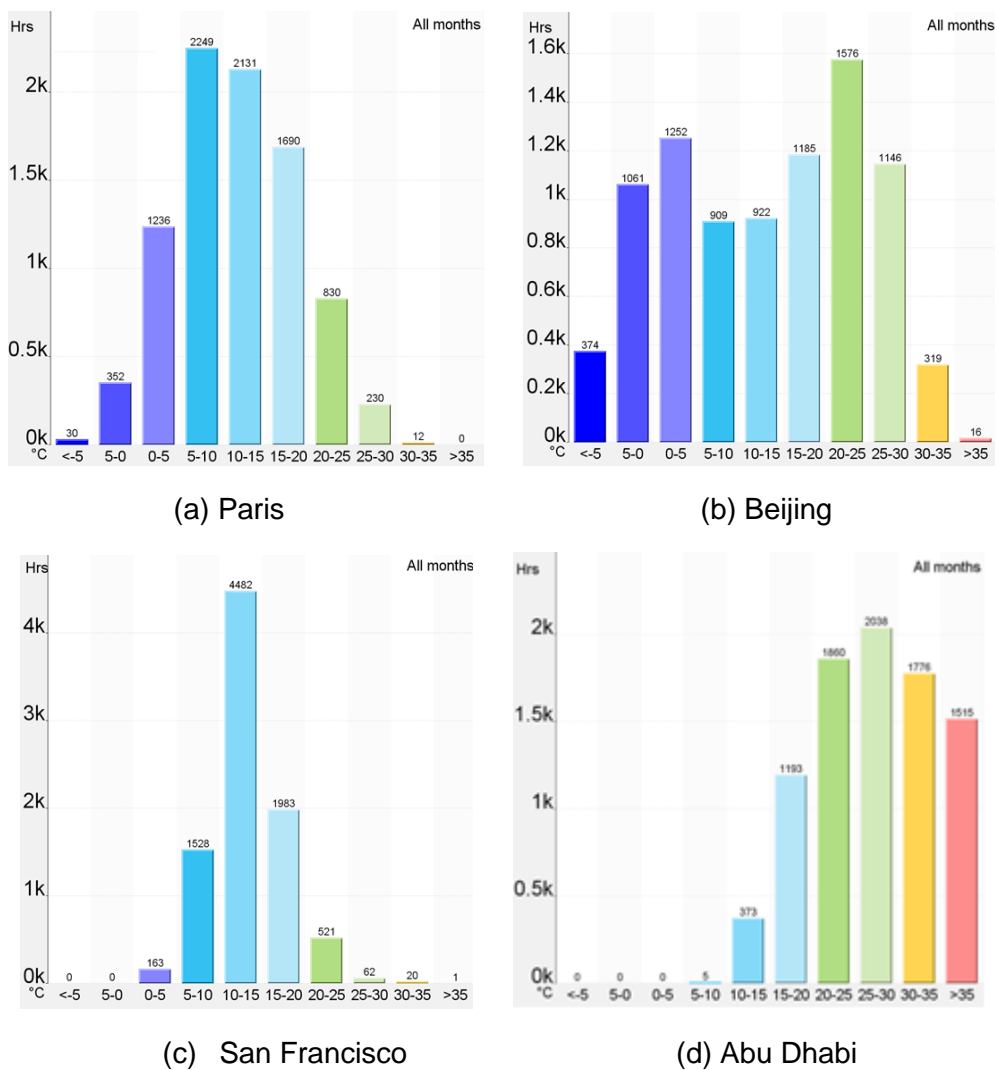 Hrs All months
2249
2131
2k
1690
1.5k
1236
1k
830
0.5k
352
230
30 12 0
0k
°C <-5 5-0 0-5 5-10 10-15 15-20 20-25 25-30 30-35 >35
(a) Paris
Hrs All months
1.6k
1576
1.4k
1252
1.2k
1185
1146
1061
1k
909 922
0.8k
0.6k
0.4k
374
319
0.2k
16
0k
°C <-5 5-0 0-5 5-10 10-15 15-20 20-25 25-30 30-35 >35
(b) Beijing
Hrs All months
4482
4k
3k
2k
1983
1528
1k
521
0 0 163 62 20 1
0k
°C <-5 5-0 0-5 5-10 10-15 15-20 20-25 25-30 30-35 >35
(c) San Francisco
Hrs All months
2k
2038
1860
1776
1.5k
1515
1193
1k
0.5k
373
0 0 0 5
0k
°C <-5 5-0 0-5 5-10 10-15 15-20 20-25 25-30 30-35 >35
(d) Abu Dhabi